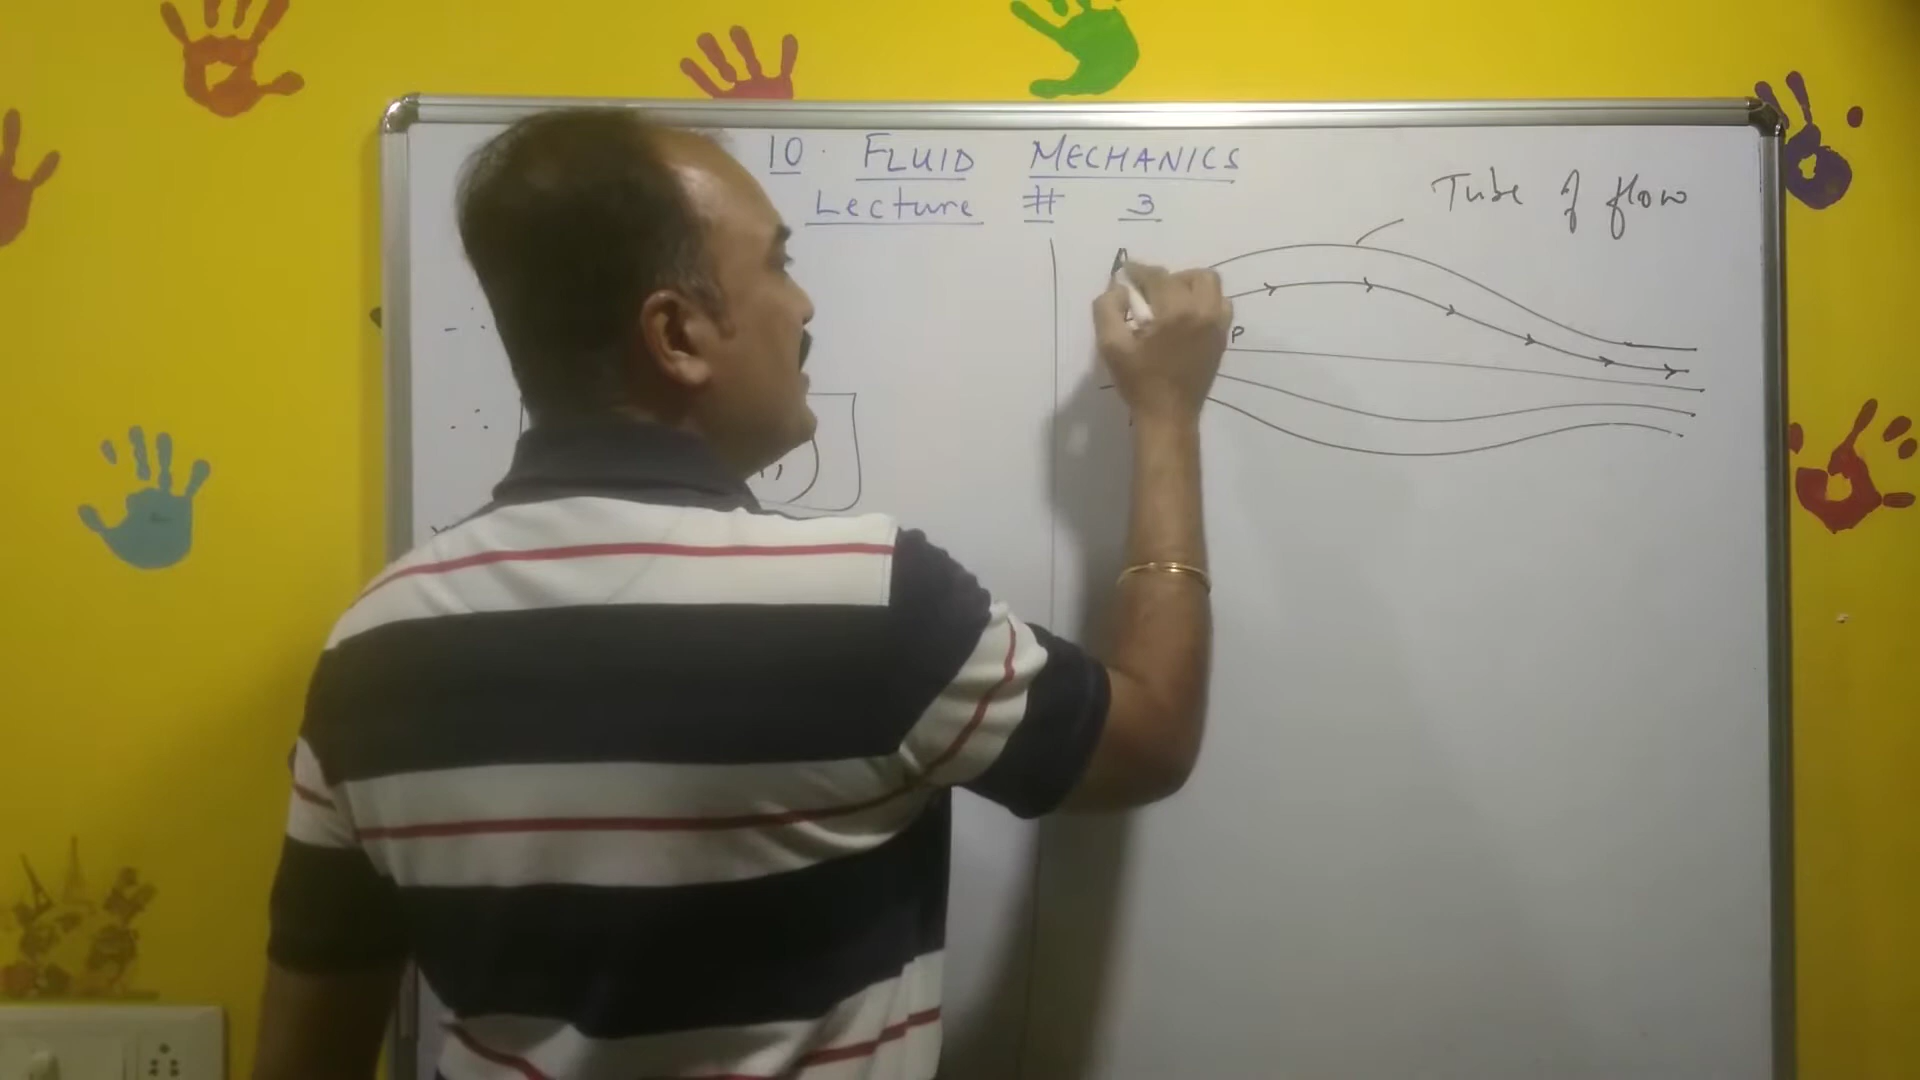 10. FLUID MECHANICS
Lecture # 3
Tube of flow
A
P